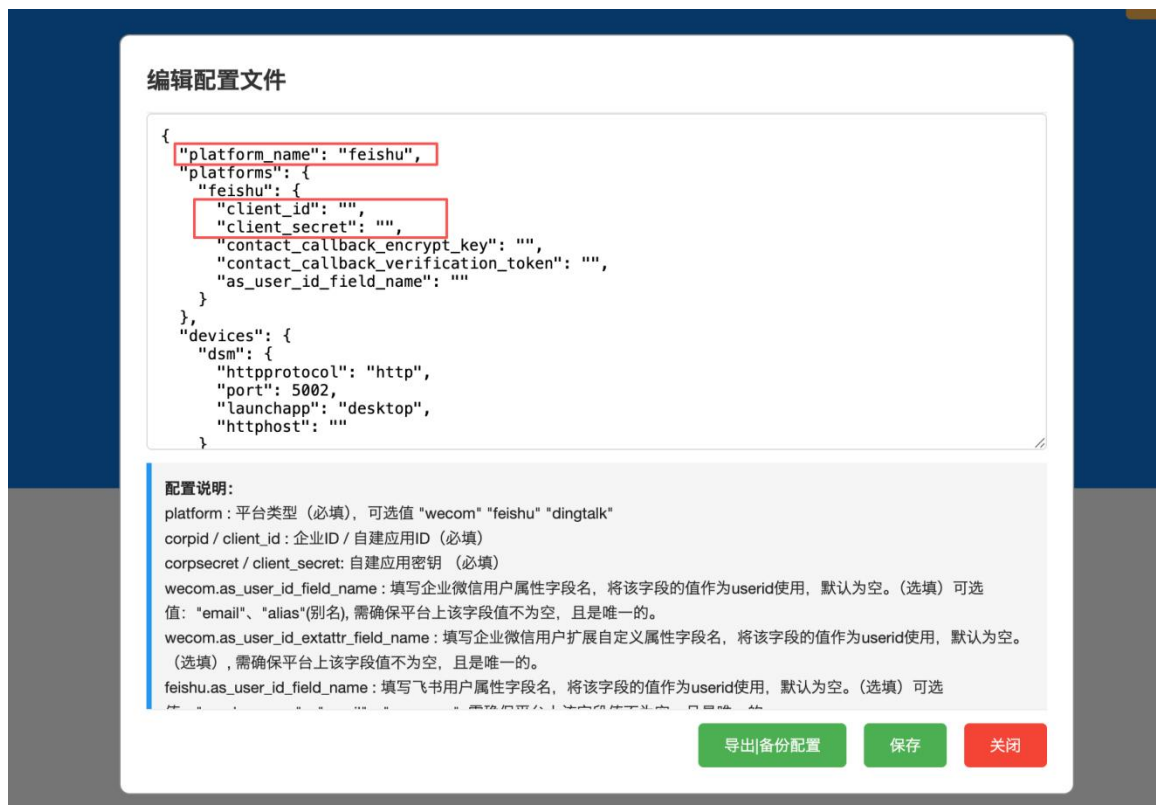 编辑配置文件
{
"platform_name": "feishu",
"platforms": {
"feishu": {
"client_id": "",
"client_secret": "",
"contact_callback_encrypt_key": "",
"contact_callback_verification_token": "",
"as_user_id_field_name": ""
}
},
"devices": {
"dsm": {
"httpprotocol": "http",
"port": 5002,
"launchapp": "desktop",
"httphost": ""
}
配置说明：
platform : 平台类型（必填），可选值 "wecom" "feishu" "dingtalk"
corpid / client_id : 企业ID / 自建应用ID（必填）
corpsecret / client_secret: 自建应用密钥 （必填）
wecom.as_user_id_field_name : 填写企业微信用户属性字段名，将该字段的值作为userid使用，默认为空。（选填）可选
值："email"、"alias"(别名), 需确保平台上该字段值不为空，且是唯一的。
wecom.as_user_id_extattr_field_name : 填写企业微信用户扩展自定义属性字段名，将该字段的值作为userid使用，默认为空。
（选填）, 需确保平台上该字段值不为空，且是唯一的。
feishu.as_user_id_field_name : 填写飞书用户属性字段名，将该字段的值作为userid使用，默认为空。（选填）可选
导出|备份配置
保存
关闭